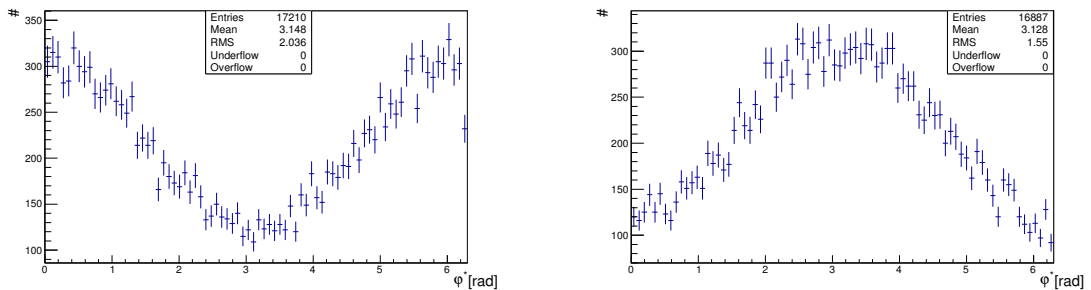 #
Entries 17210
Mean 3.148
RMS 2.036
Underflow 0
Overflow 0
350
300
250
200
150
100
0 1 2 3 4 5 6
φ*[rad]
#
Entries 16887
Mean 3.128
RMS 1.55
Underflow 0
Overflow 0
300
250
200
150
100
0 1 2 3 4 5 6
φ*[rad]